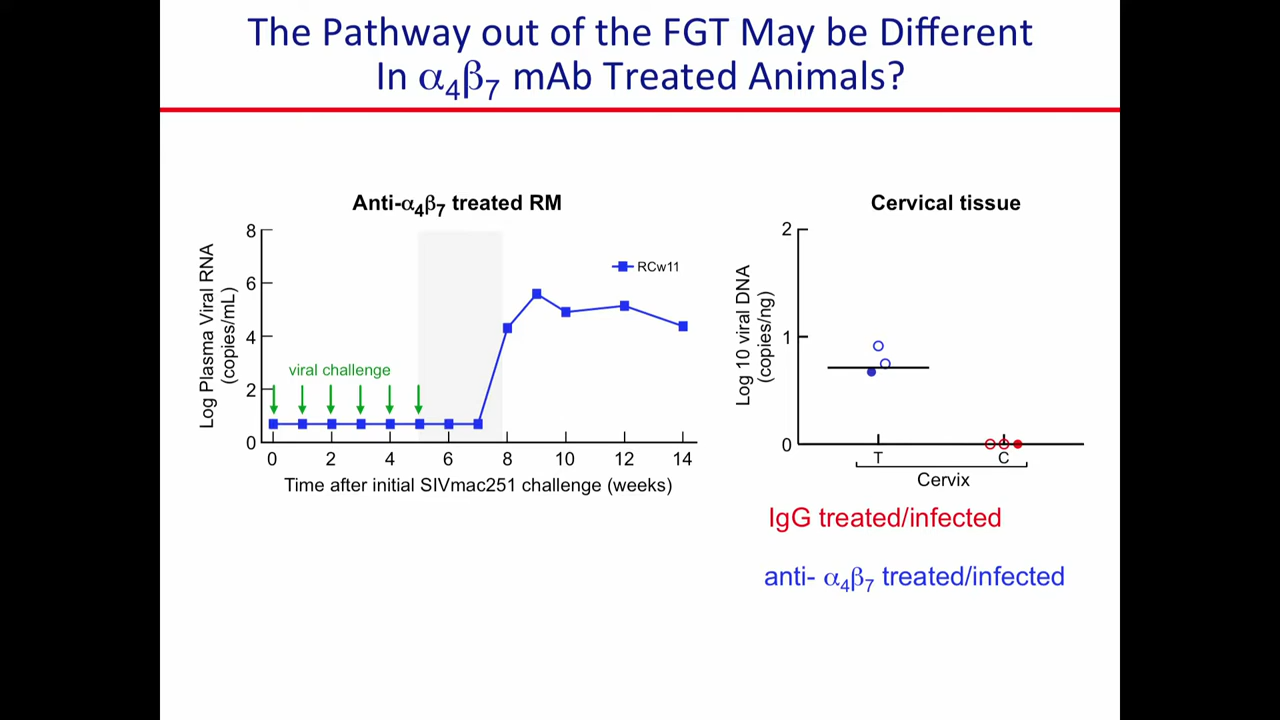 The Pathway out of the FGT May be Different
In α4β7 mAb Treated Animals?
Anti-α4β7 treated RM
Log Plasma Viral RNA
(copies/mL)
8
6
4
2
0
RCw11
viral challenge
0 2 4 6 8 10 12 14
Time after initial SIVmac251 challenge (weeks)
Cervical tissue
Log 10 viral DNA
(copies/ng)
2
1
0
T C
Cervix
IgG treated/infected
anti- α4β7 treated/infected